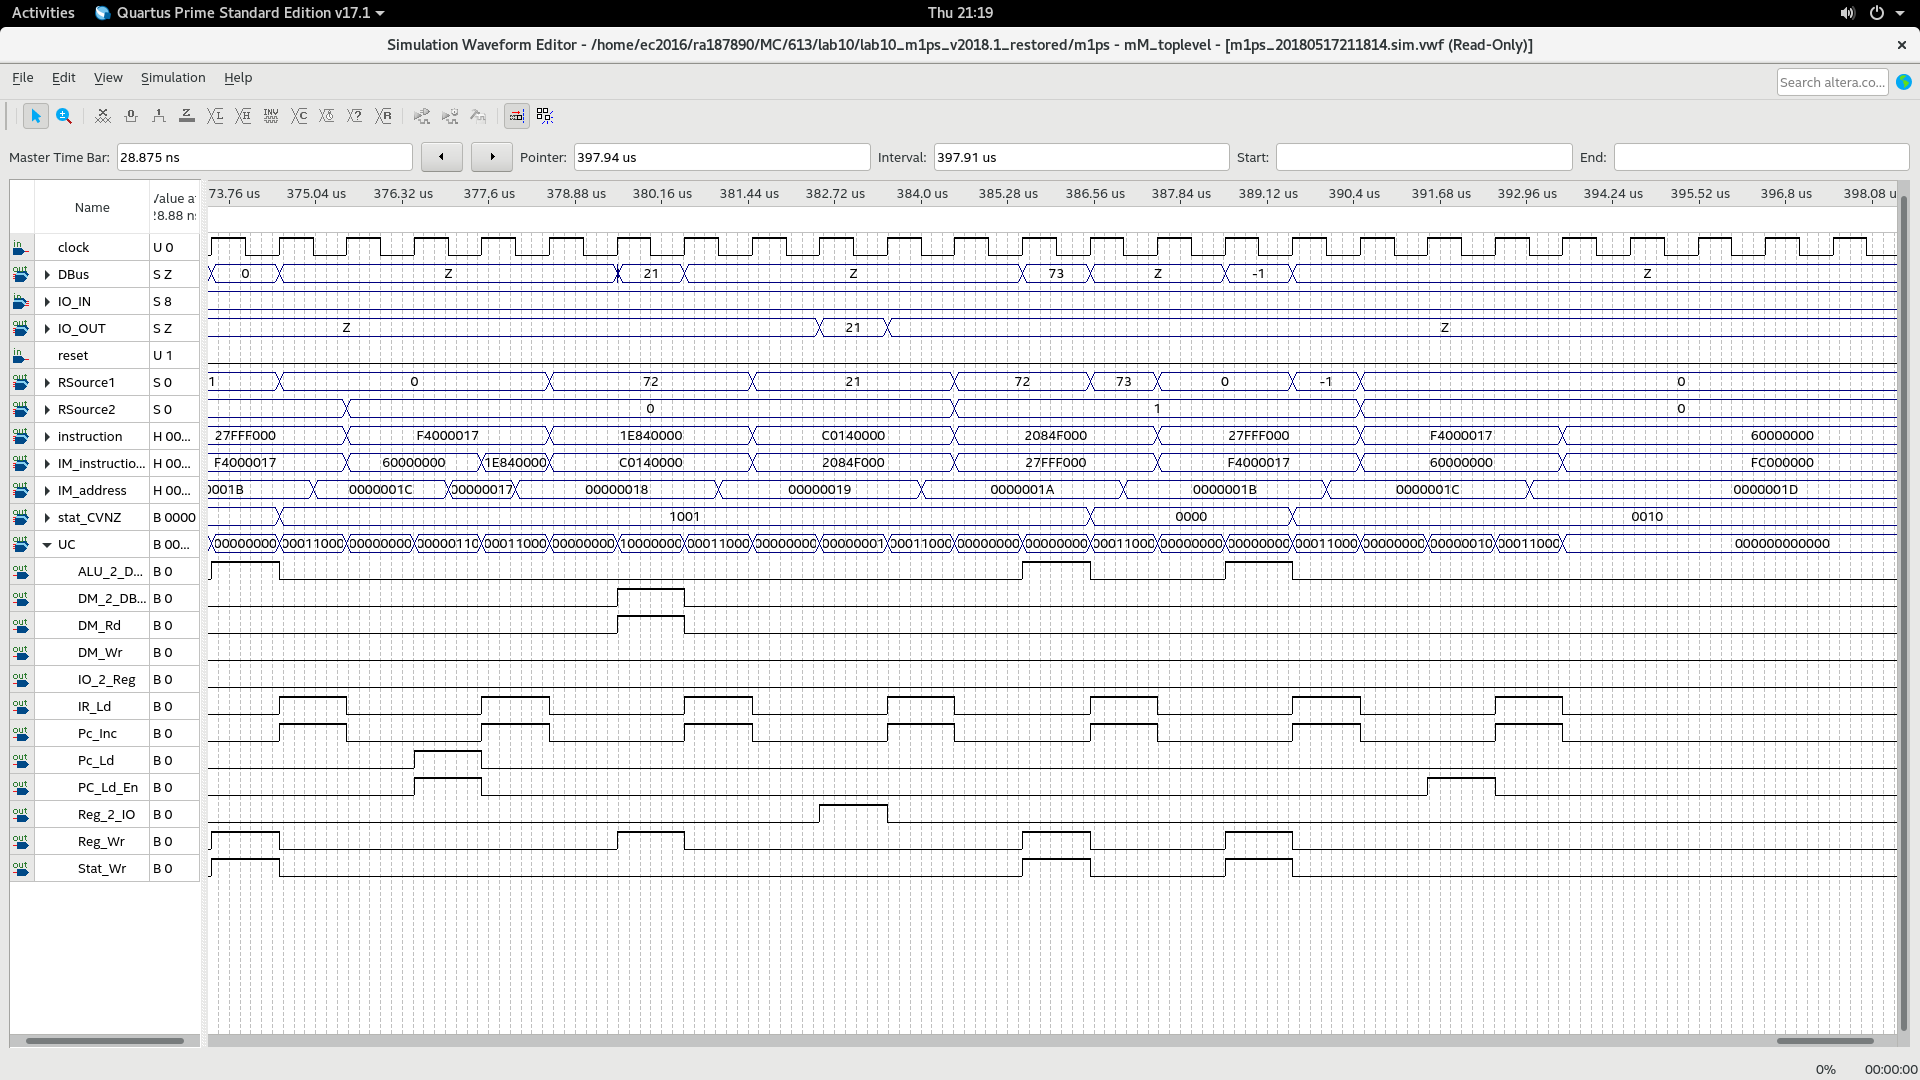 Activities Quartus Prime Standard Edition v17.1 Thu 21:19
Simulation Waveform Editor - /home/ec2016/ra187890/MC/613/lab10/lab10_m1ps_v2018.1_restored/m1ps - mM_toplevel - [m1ps_20180517211814.sim.vwf (Read-Only)]
File Edit View Simulation Help Search altera.co...
Master Time Bar: 28.875 ns Pointer: 397.94 us Interval: 397.91 us Start: End:
Name Value at 28.88 ns
73.76 us 375.04 us 376.32 us 377.6 us 378.88 us 380.16 us 381.44 us 382.72 us 384.0 us 385.28 us 386.56 us 387.84 us 389.12 us 390.4 us 391.68 us 392.96 us 394.24 us 395.52 us 396.8 us 398.08 u
clock U 0
DBus S Z 0 Z 21 Z 73 Z -1 Z
IO_IN S 8
IO_OUT S Z Z 21 Z
reset U 1
RSource1 S 0 1 0 72 21 72 73 0 -1 0
RSource2 S 0 0 1 0
instruction H 00... 27FFF000 F4000017 1E840000 C0140000 2084F000 27FFF000 F4000017 60000000
IM_instructio... H 00... F4000017 60000000 1E840000 C0140000 2084F000 27FFF000 F4000017 60000000 FC000000
IM_address H 00... 0001B 0000001C 00000017 00000018 00000019 0000001A 0000001B 0000001C 0000001D
stat_CVNZ B 0000 1001 0000 0010
UC B 00... 00000000 00011000 00000000 00000110 00011000 00000000 10000000 00011000 00000000 00000001 00011000 00000000 00000000 00011000 00000000 00000000 00011000 00000000 00000010 00011000 000000000000
ALU_2_D... B 0
DM_2_DB... B 0
DM_Rd B 0
DM_Wr B 0
IO_2_Reg B 0
IR_Ld B 0
Pc_Inc B 0
Pc_Ld B 0
PC_Ld_En B 0
Reg_2_IO B 0
Reg_Wr B 0
Stat_Wr B 0
0% 00:00:00